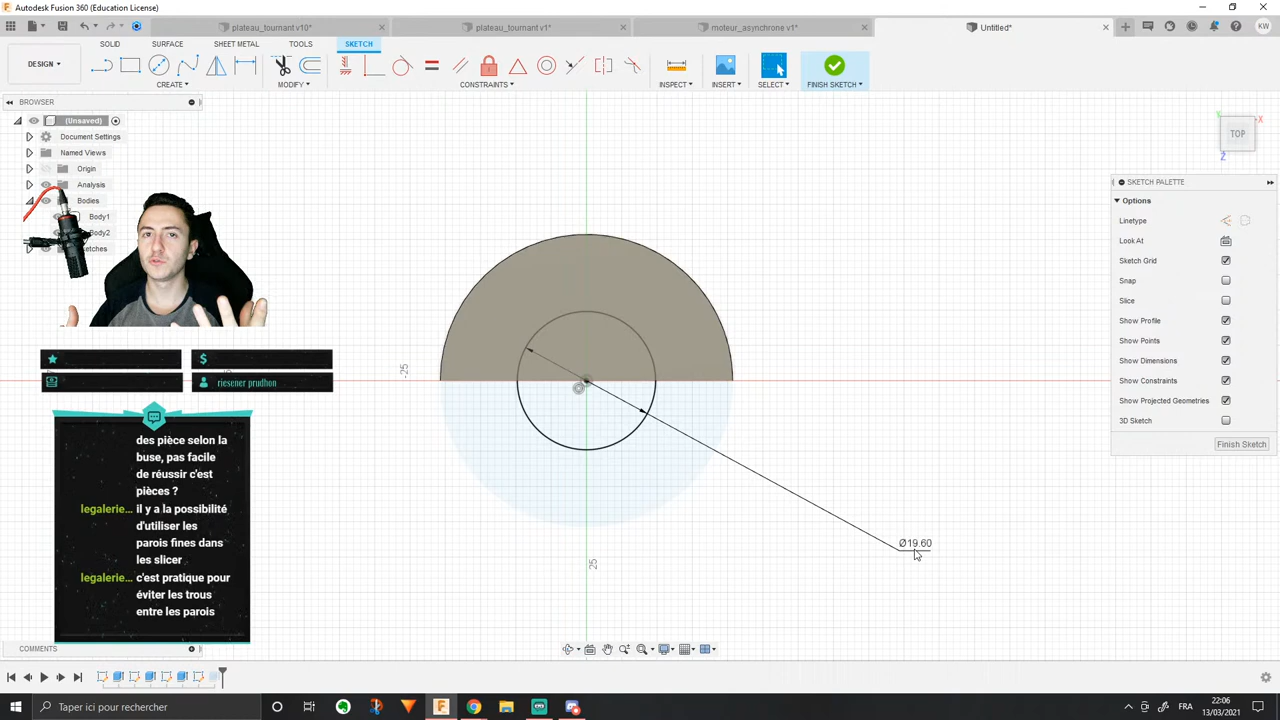 Autodesk Fusion 360 (Education License)
plateau_tournant v10*
plateau_tournant v1*
moteur_asynchrone v1*
Untitled*
KW
DESIGN
SOLID
SURFACE
SHEET METAL
TOOLS
SKETCH
CREATE
MODIFY
CONSTRAINTS
INSPECT
INSERT
SELECT
FINISH SKETCH
BROWSER
(Unsaved)
Document Settings
Named Views
Origin
Analysis
Bodies
Body1
Body2
etches
TOP
X
Z
SKETCH PALETTE
Options
Linetype
Look At
Sketch Grid
Snap
Slice
Show Profile
Show Points
Show Dimensions
Show Constraints
Show Projected Geometries
3D Sketch
Finish Sketch
-25
25
Ø19.60
$
riesener prudhon
des pièce selon la
buse, pas facile
de réussir c'est
pièces ?
legalerie... il y a la possibilité
d'utiliser les
parois fines dans
les slicer
legalerie... c'est pratique pour
éviter les trous
entre les parois
COMMENTS
Taper ici pour rechercher
FRA
22:06
13/03/2021